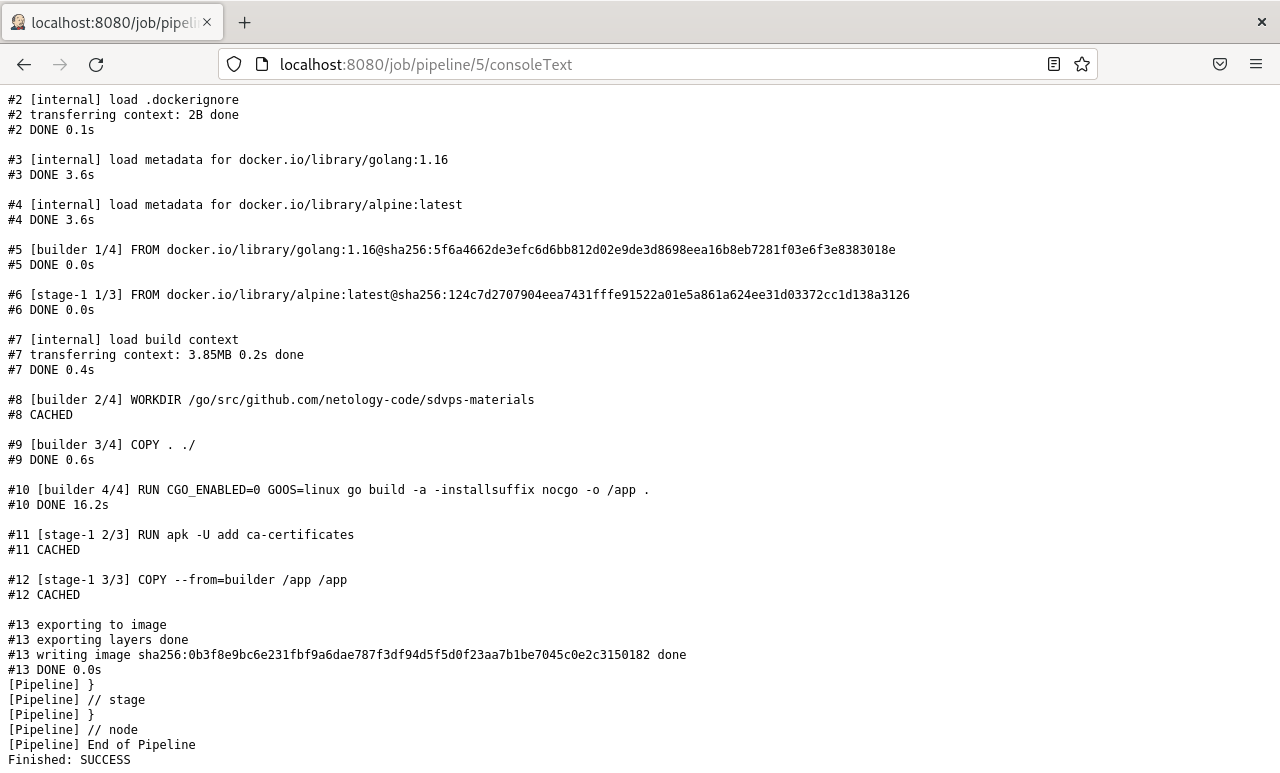 localhost:8080/job/pipelin
localhost:8080/job/pipeline/5/consoleText
#2 [internal] load .dockerignore
#2 transferring context: 2B done
#2 DONE 0.1s
#3 [internal] load metadata for docker.io/library/golang:1.16
#3 DONE 3.6s
#4 [internal] load metadata for docker.io/library/alpine:latest
#4 DONE 3.6s
#5 [builder 1/4] FROM docker.io/library/golang:1.16@sha256:5f6a4662de3efc6d6bb812d02e9de3d8698eea16b8eb7281f03e6f3e8383018e
#5 DONE 0.0s
#6 [stage-1 1/3] FROM docker.io/library/alpine:latest@sha256:124c7d2707904eea7431fffe91522a01e5a861a624ee31d03372cc1d138a3126
#6 DONE 0.0s
#7 [internal] load build context
#7 transferring context: 3.85MB 0.2s done
#7 DONE 0.4s
#8 [builder 2/4] WORKDIR /go/src/github.com/netology-code/sdvps-materials
#8 CACHED
#9 [builder 3/4] COPY . ./
#9 DONE 0.6s
#10 [builder 4/4] RUN CGO_ENABLED=0 GOOS=linux go build -a -installsuffix nocgo -o /app .
#10 DONE 16.2s
#11 [stage-1 2/3] RUN apk -U add ca-certificates
#11 CACHED
#12 [stage-1 3/3] COPY --from=builder /app /app
#12 CACHED
#13 exporting to image
#13 exporting layers done
#13 writing image sha256:0b3f8e9bc6e231fbf9a6dae787f3df94d5f5d0f23aa7b1be7045c0e2c3150182 done
#13 DONE 0.0s
[Pipeline] }
[Pipeline] // stage
[Pipeline] }
[Pipeline] // node
[Pipeline] End of Pipeline
Finished: SUCCESS